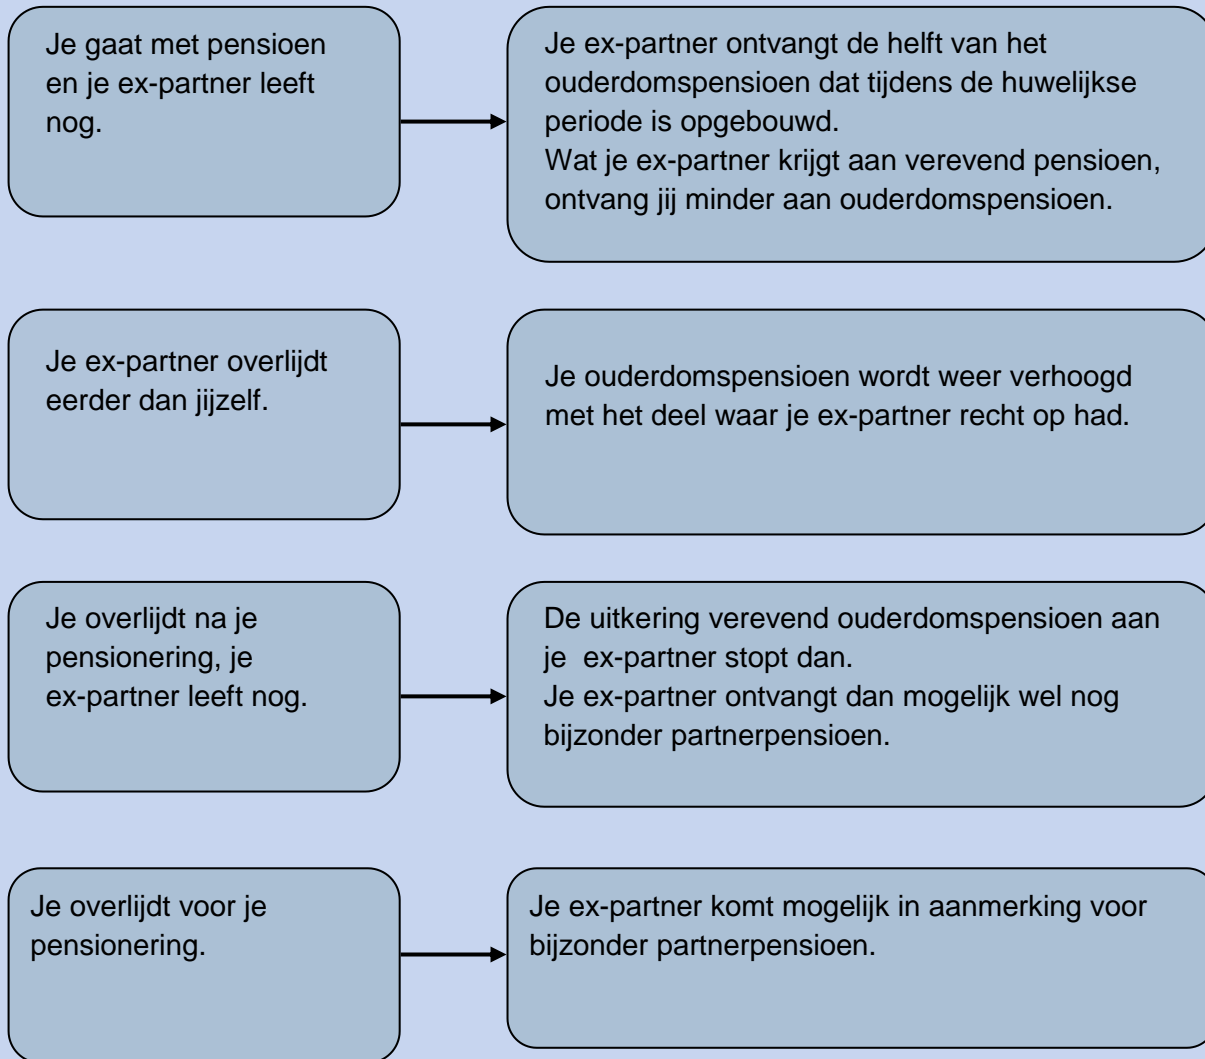 Je gaat met pensioen
en je ex-partner leeft
nog.
Je ex-partner ontvangt de helft van het
ouderdomspensioen dat tijdens de huwelijkse
periode is opgebouwd.
Wat je ex-partner krijgt aan verevend pensioen,
ontvang jij minder aan ouderdomspensioen.
Je ex-partner overlijdt
eerder dan jijzelf.
Je ouderdomspensioen wordt weer verhoogd
met het deel waar je ex-partner recht op had.
Je overlijdt na je
pensionering, je
ex-partner leeft nog.
De uitkering verevend ouderdomspensioen aan
je  ex-partner stopt dan.
Je ex-partner ontvangt dan mogelijk wel nog
bijzonder partnerpensioen.
Je overlijdt voor je
pensionering.
Je ex-partner komt mogelijk in aanmerking voor
bijzonder partnerpensioen.